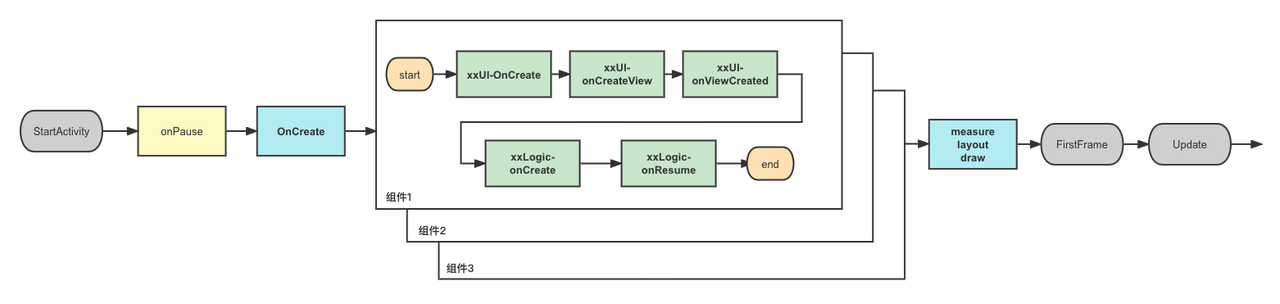 StartActivity
onPause
OnCreate
start
xxUI-OnCreate
xxUI-
onCreateView
xxUI-
onViewCreated
xxLogic-
onCreate
xxLogic-
onResume
end
组件1
组件2
组件3
measure
layout
draw
FirstFrame
Update